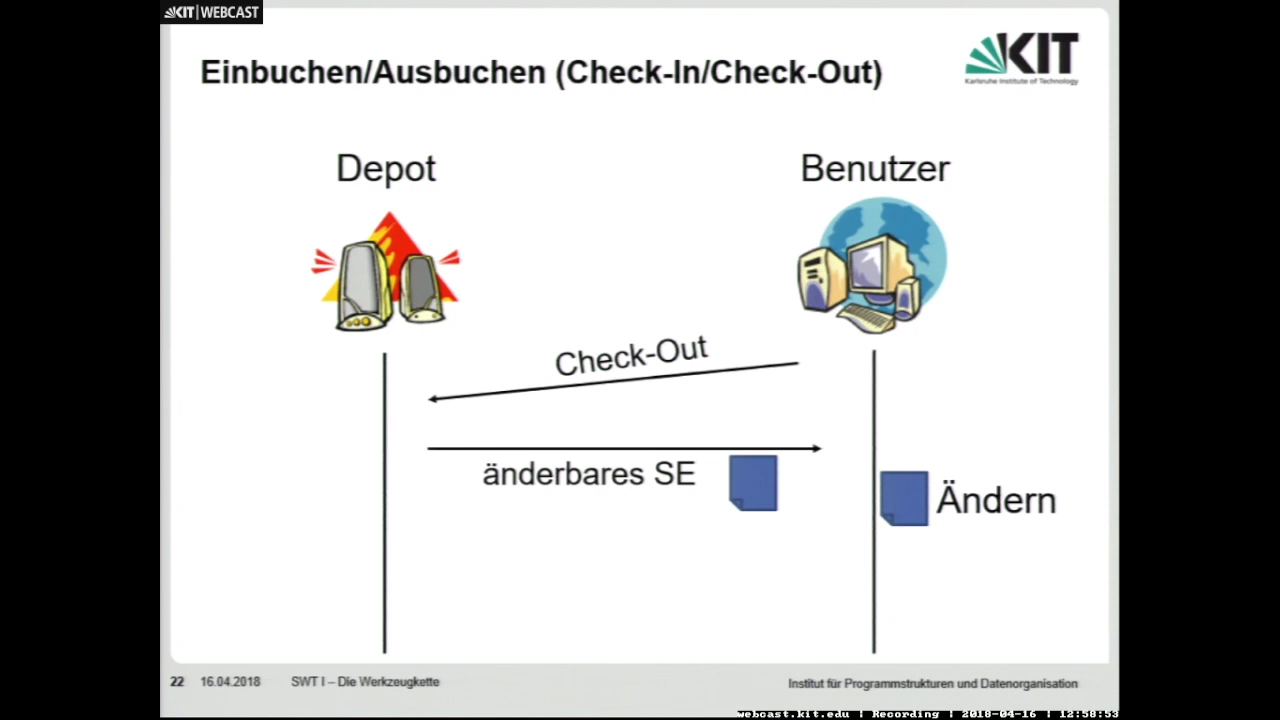 KIT | WEBCAST
Einbuchen/Ausbuchen (Check-In/Check-Out)
KIT
Karlsruhe Institute of Technology
Depot
Benutzer
Check-Out
änderbares SE
Ändern
22 16.04.2018 SWT I – Die Werkzeugkette
Institut für Programmstrukturen und Datenorganisation
webcast.kit.edu | Recording | 2018-04-16 | 12:58:53